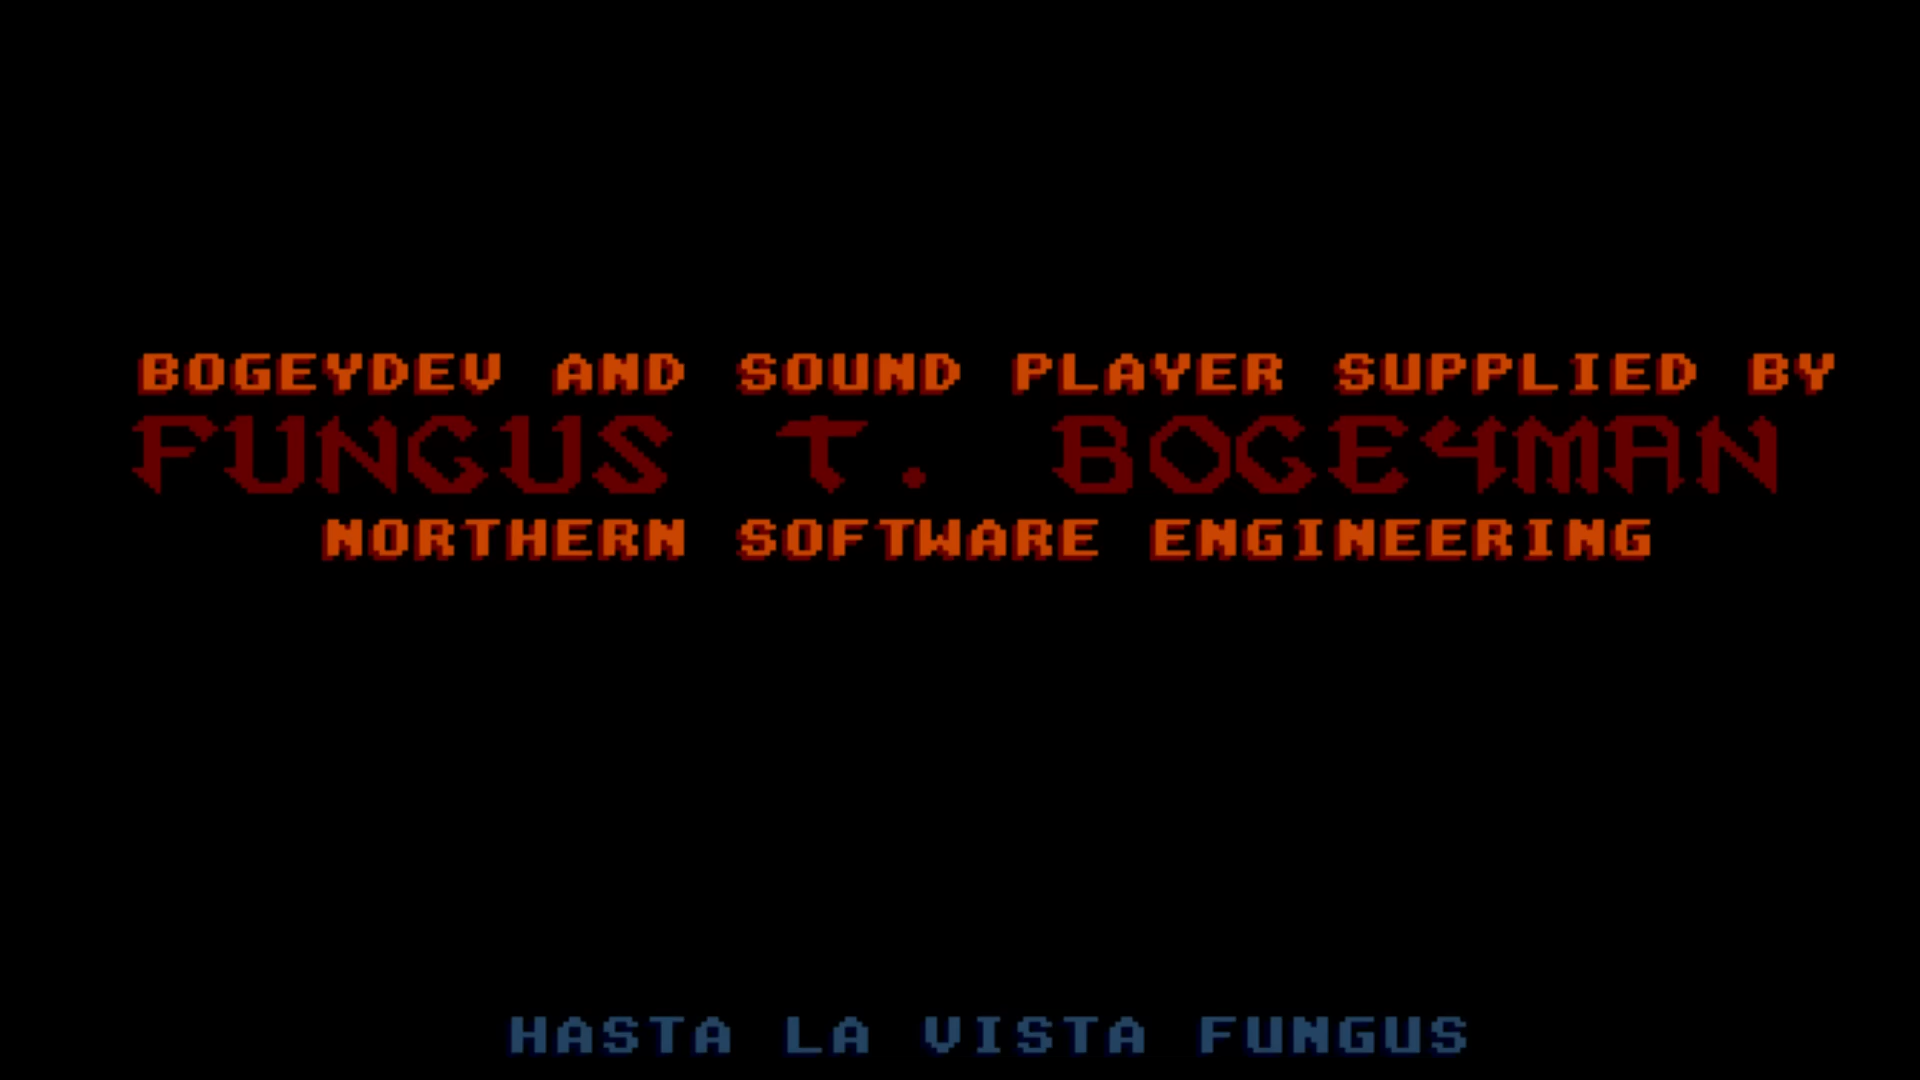 BOGEYDEV AND SOUND PLAYER SUPPLIED BY
FUNGUS T. BOGEYMAN
NORTHERN SOFTWARE ENGINEERING
HASTA LA VISTA FUNGUS